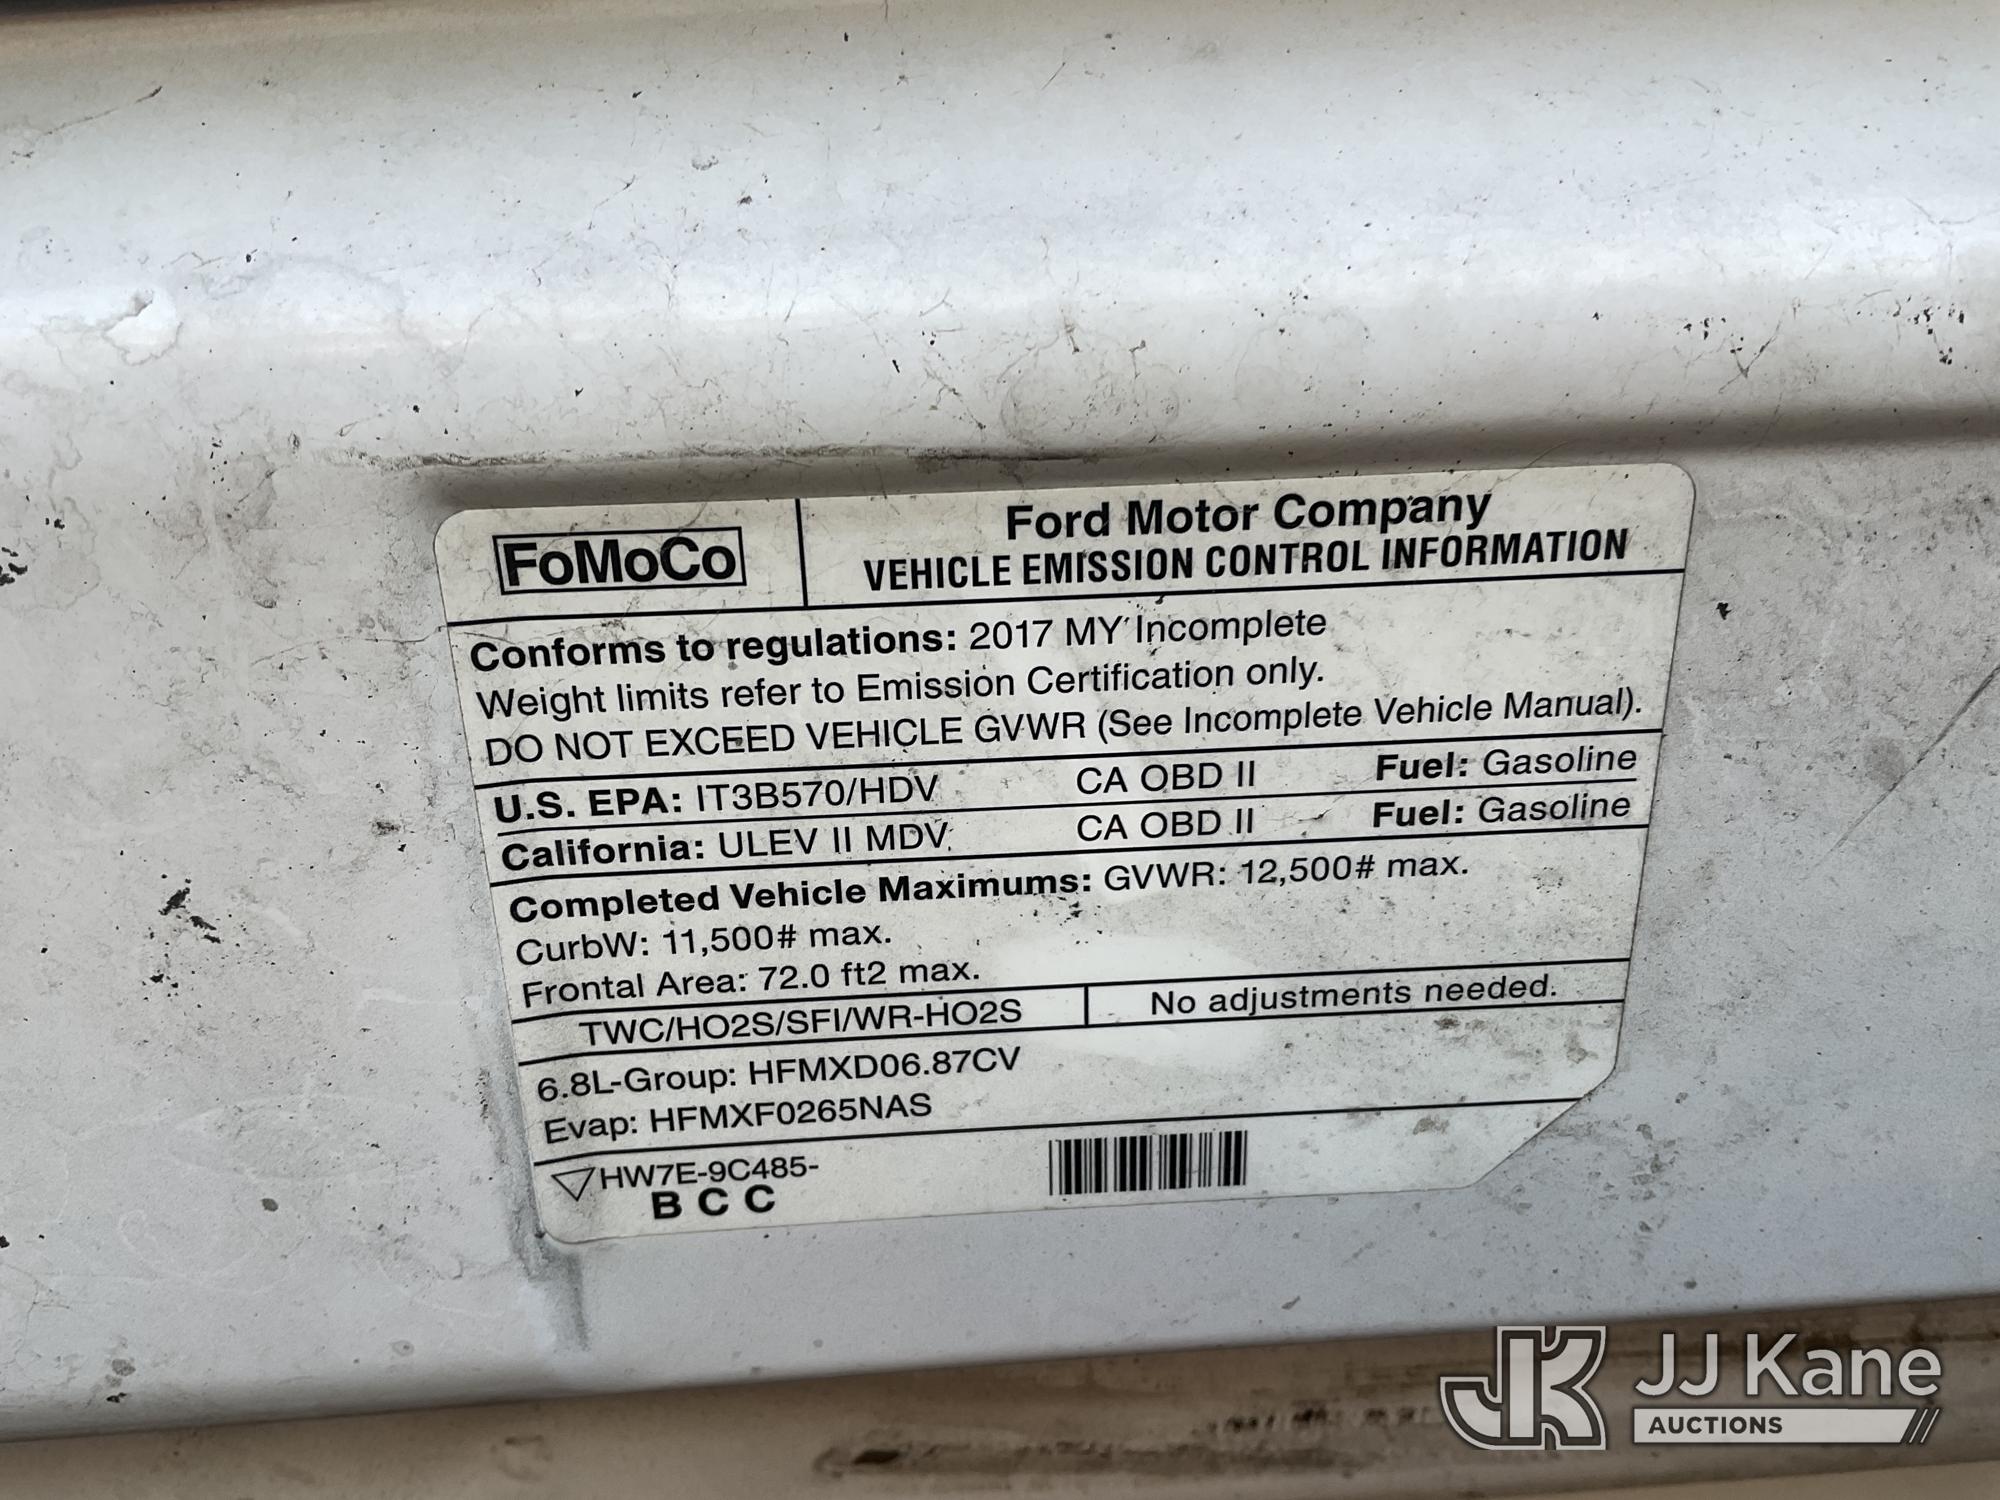 FoMoCo
Ford Motor Company
VEHICLE EMISSION CONTROL INFORMATION
Conforms to regulations: 2017 MY Incomplete
Weight limits refer to Emission Certification only.
DO NOT EXCEED VEHICLE GVWR (See Incomplete Vehicle Manual).
U.S. EPA: IT3B570/HDV CA OBD II Fuel: Gasoline
California: ULEV II MDV CA OBD II Fuel: Gasoline
Completed Vehicle Maximums: GVWR: 12,500# max.
CurbW: 11,500# max.
Frontal Area: 72.0 ft2 max.
TWC/HO2S/SFI/WR-HO2S No adjustments needed.
6.8L-Group: HFMXD06.87CV
Evap: HFMXF0265NAS
HW7E-9C485-
B C C
JK JJ Kane
AUCTIONS